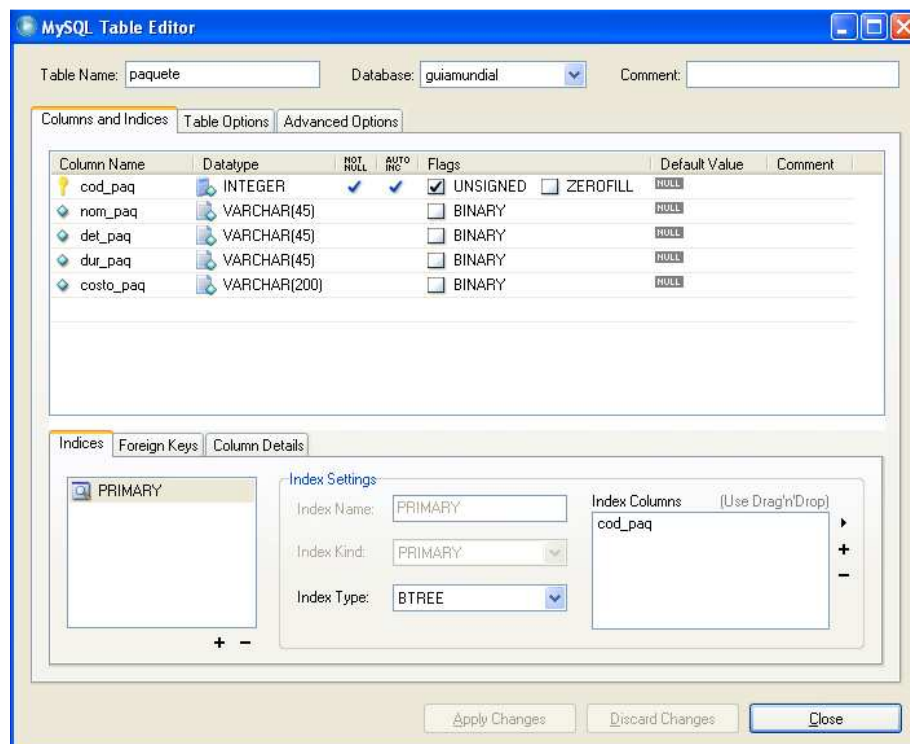 MySQL Table Editor
Table Name: paquete Database: guiamundial Comment:
Columns and Indices Table Options Advanced Options
Column Name Datatype NOT NULL AUTO INC Flags Default Value Comment
cod_paq INTEGER UNSIGNED ZEROFILL NULL
nom_paq VARCHAR(45) BINARY NULL
det_paq VARCHAR(45) BINARY NULL
dur_paq VARCHAR(45) BINARY NULL
costo_paq VARCHAR(200) BINARY NULL
Indices Foreign Keys Column Details
PRIMARY
Index Settings
Index Name: PRIMARY
Index Kind: PRIMARY
Index Type: BTREE
Index Columns (Use Drag'n'Drop)
cod_paq
Apply Changes Discard Changes Close